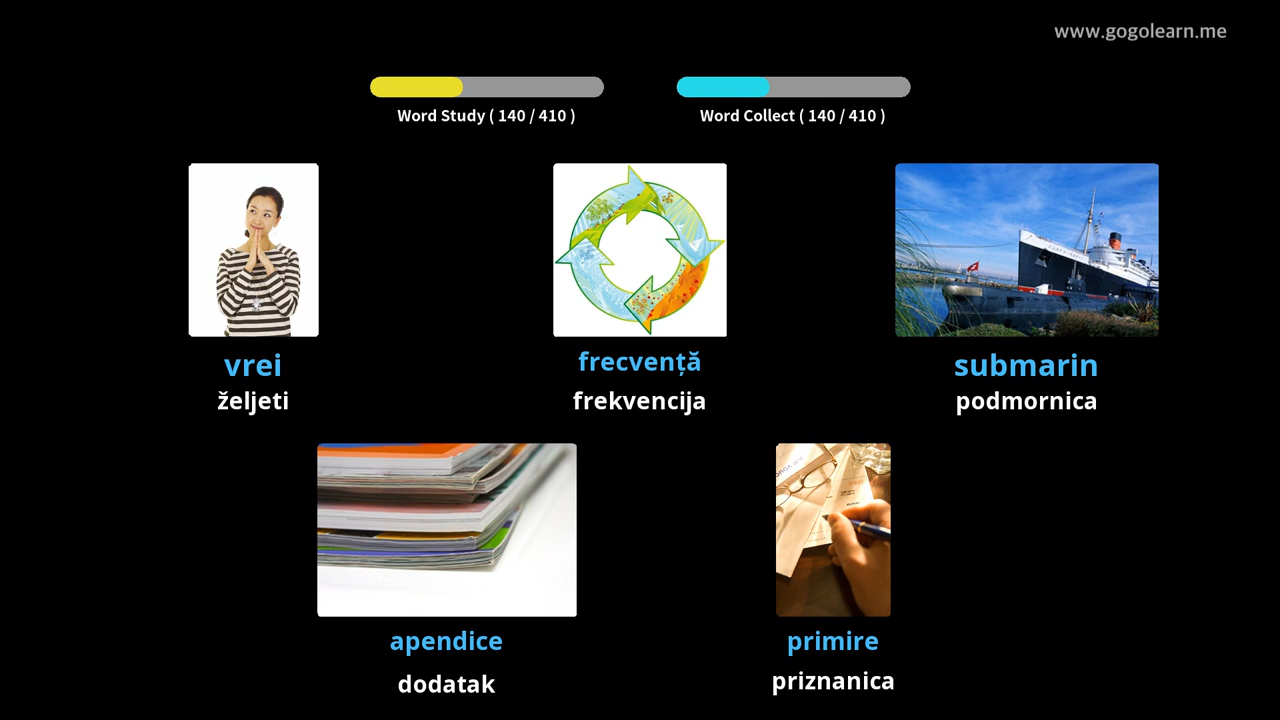 www.gogolearn.me
Word Study ( 140 / 410 )
Word Collect ( 140 / 410 )
vrei
željeti
frecvență
frekvencija
submarin
podmornica
apendice
dodatak
primire
priznanica